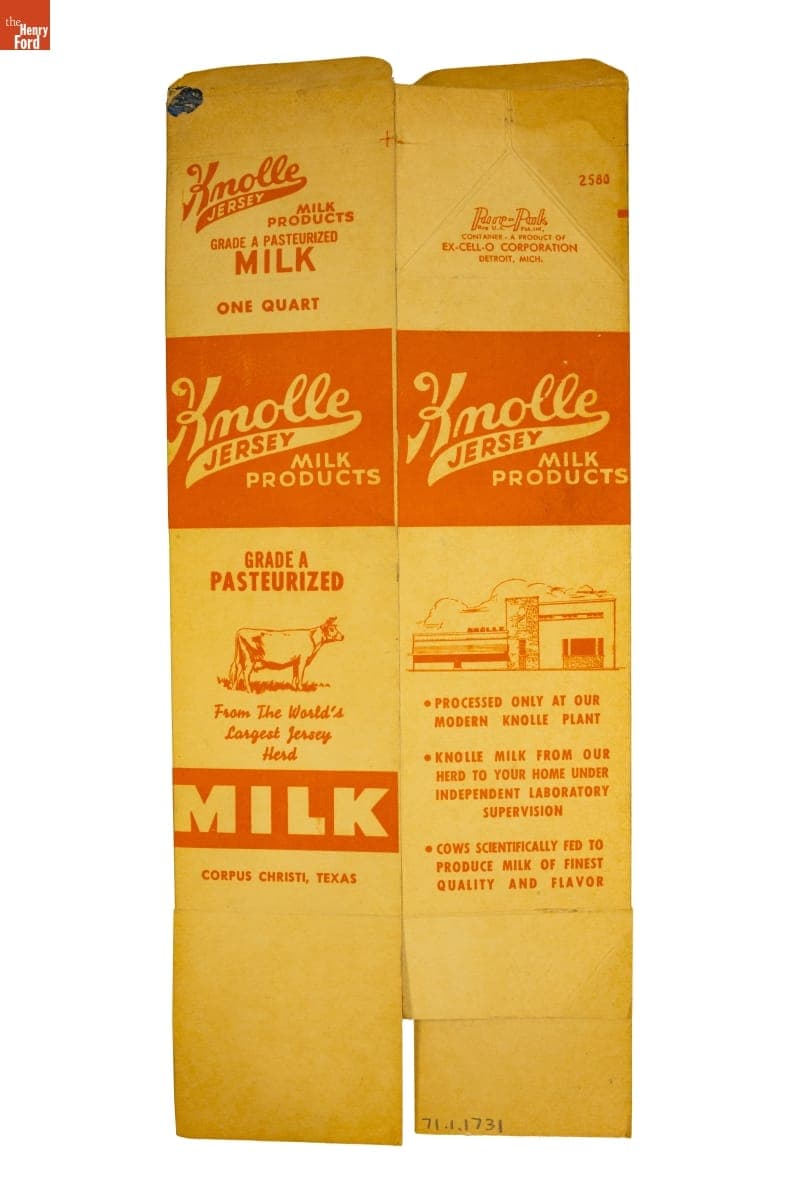 the
Henry
Ford
Knolle
JERSEY
MILK
PRODUCTS
GRADE A PASTEURIZED
MILK
ONE QUART
Knolle
JERSEY
MILK
PRODUCTS
GRADE A
PASTEURIZED
From The World's
Largest Jersey
Herd
MILK
CORPUS CHRISTI, TEXAS
2580
Pure-Pak
CONTAINER - A PRODUCT OF
EX-CELL-O CORPORATION
DETROIT, MICH.
Knolle
JERSEY
MILK
PRODUCTS
KNOLLE
• PROCESSED ONLY AT OUR
MODERN KNOLLE PLANT
• KNOLLE MILK FROM OUR
HERD TO YOUR HOME UNDER
INDEPENDENT LABORATORY
SUPERVISION
• COWS SCIENTIFICALLY FED TO
PRODUCE MILK OF FINEST
QUALITY AND FLAVOR
71.1.1731